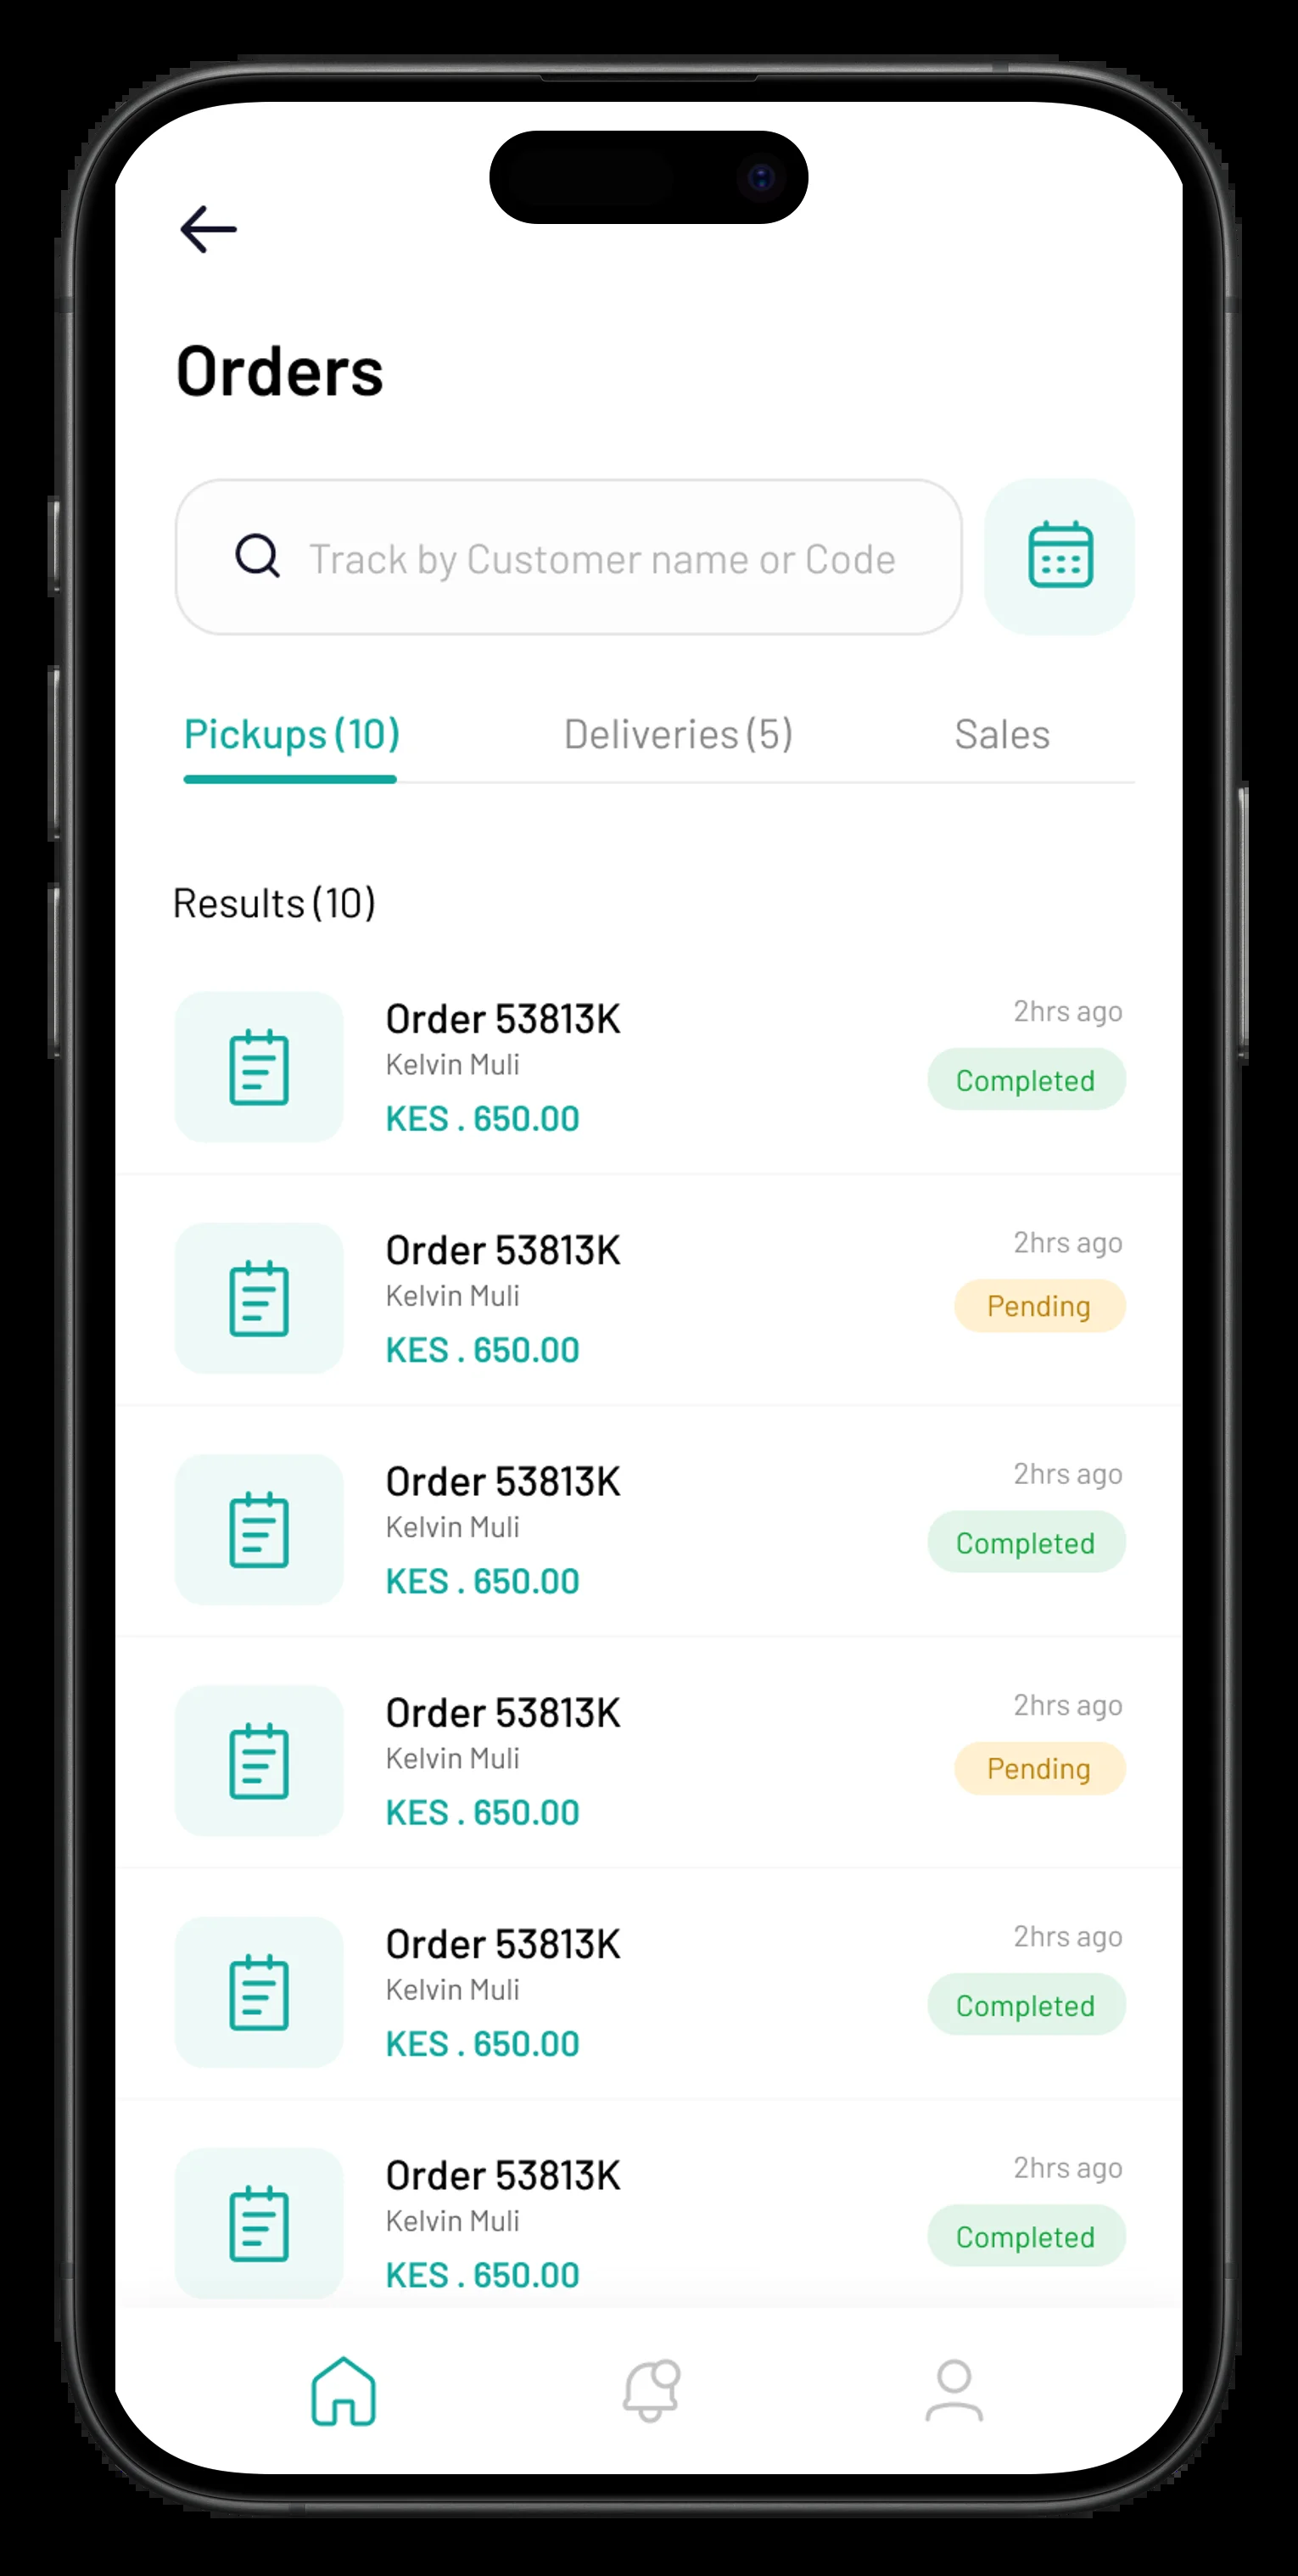 Orders
Track by Customer name or Code
Pickups (10) Deliveries (5) Sales
Results (10)
Order 53813K 2hrs ago
Kelvin Muli Completed
KES . 650.00
Order 53813K 2hrs ago
Kelvin Muli Pending
KES . 650.00
Order 53813K 2hrs ago
Kelvin Muli Completed
KES . 650.00
Order 53813K 2hrs ago
Kelvin Muli Pending
KES . 650.00
Order 53813K 2hrs ago
Kelvin Muli Completed
KES . 650.00
Order 53813K 2hrs ago
Kelvin Muli Completed
KES . 650.00